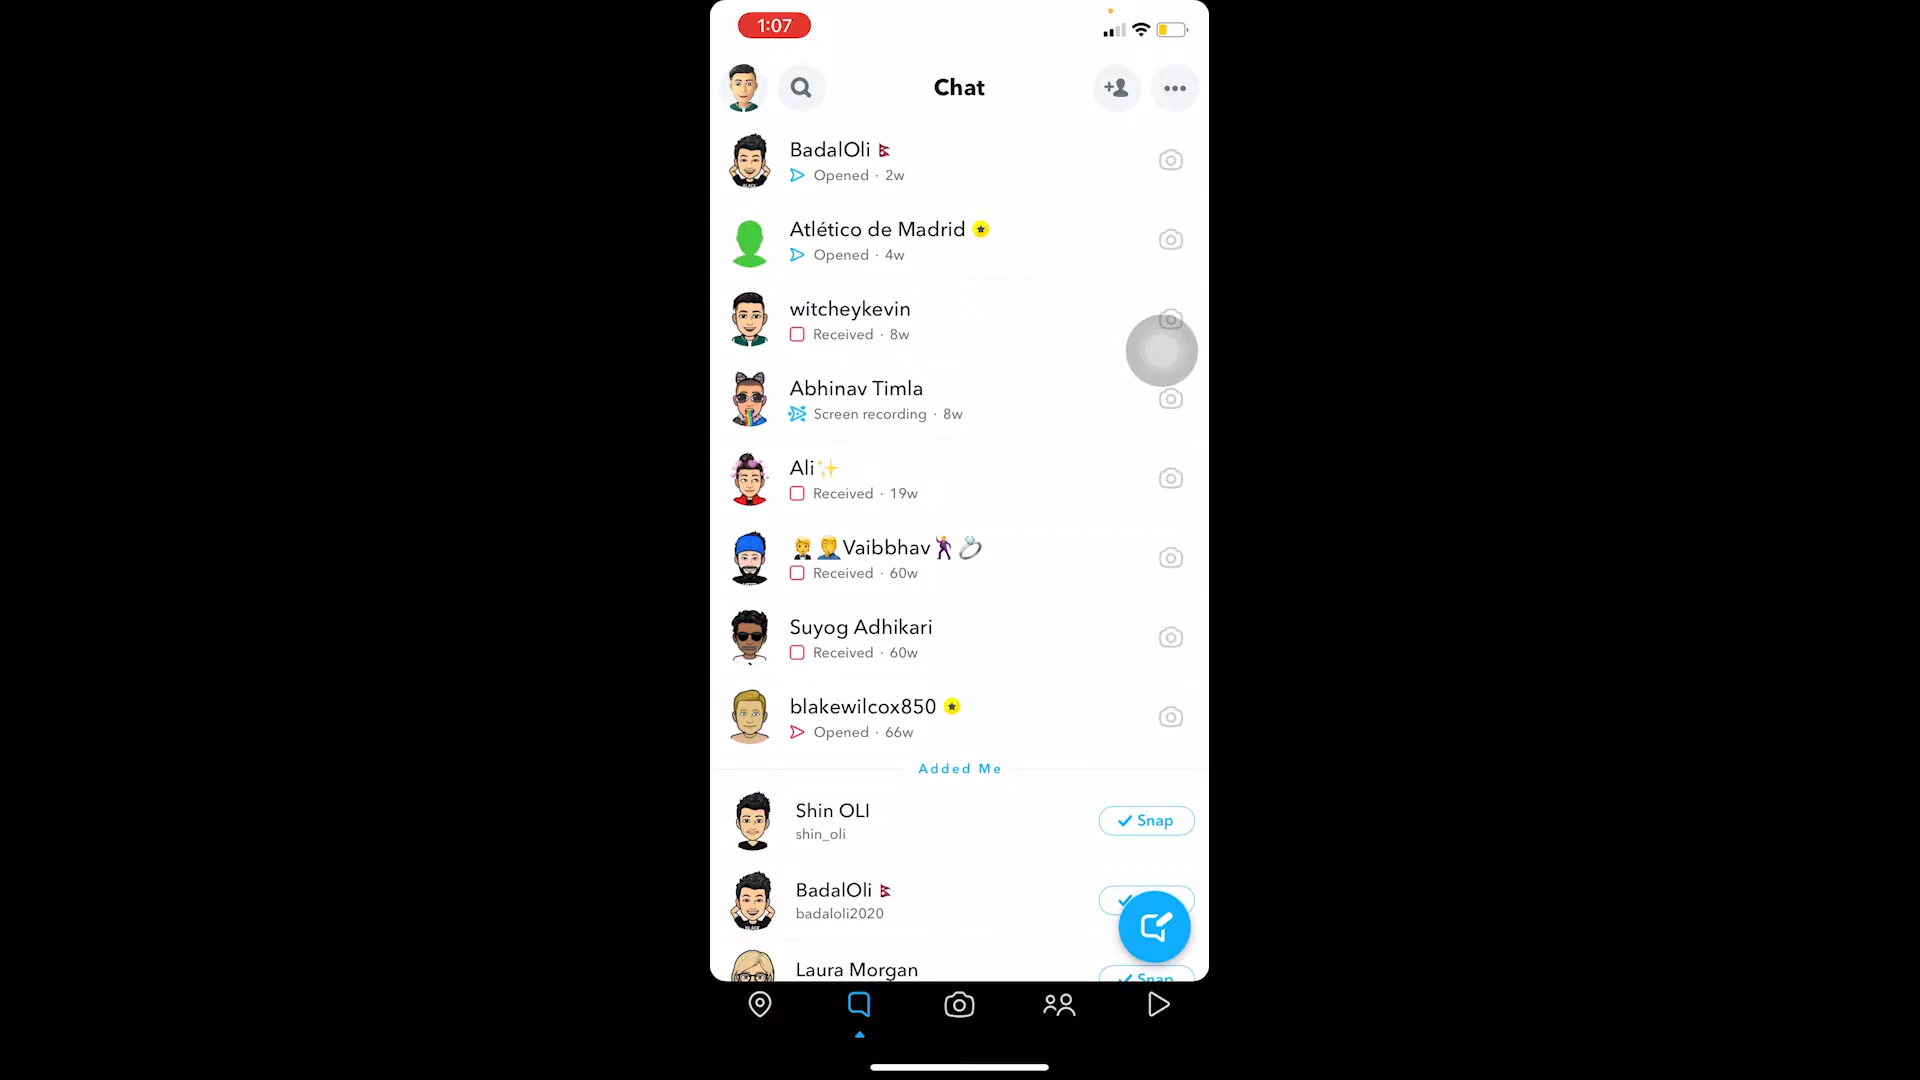 1:07
Chat
BadalOli 🇳🇵
Opened · 2w
Atlético de Madrid
Opened · 4w
witcheykevin
Received · 8w
Abhinav Timla
Screen recording · 8w
Ali✨
Received · 19w
🤵🤦Vaibbhav🕺💍
Received · 60w
Suyog Adhikari
Received · 60w
blakewilcox850
Opened · 66w
Added Me
Shin OLI
shin_oli
Snap
BadalOli 🇳🇵
badaloli2020
Laura Morgan
Snap